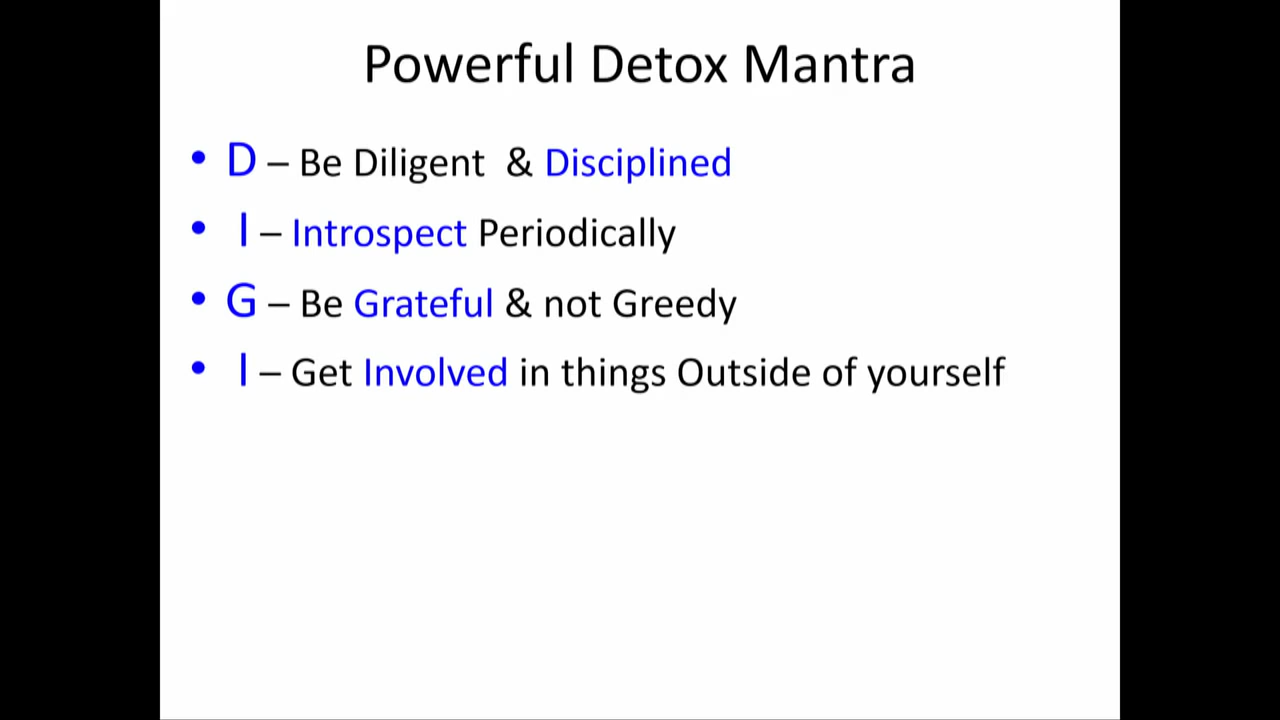 Powerful Detox Mantra
• D – Be Diligent & Disciplined
• I – Introspect Periodically
• G – Be Grateful & not Greedy
• I – Get Involved in things Outside of yourself